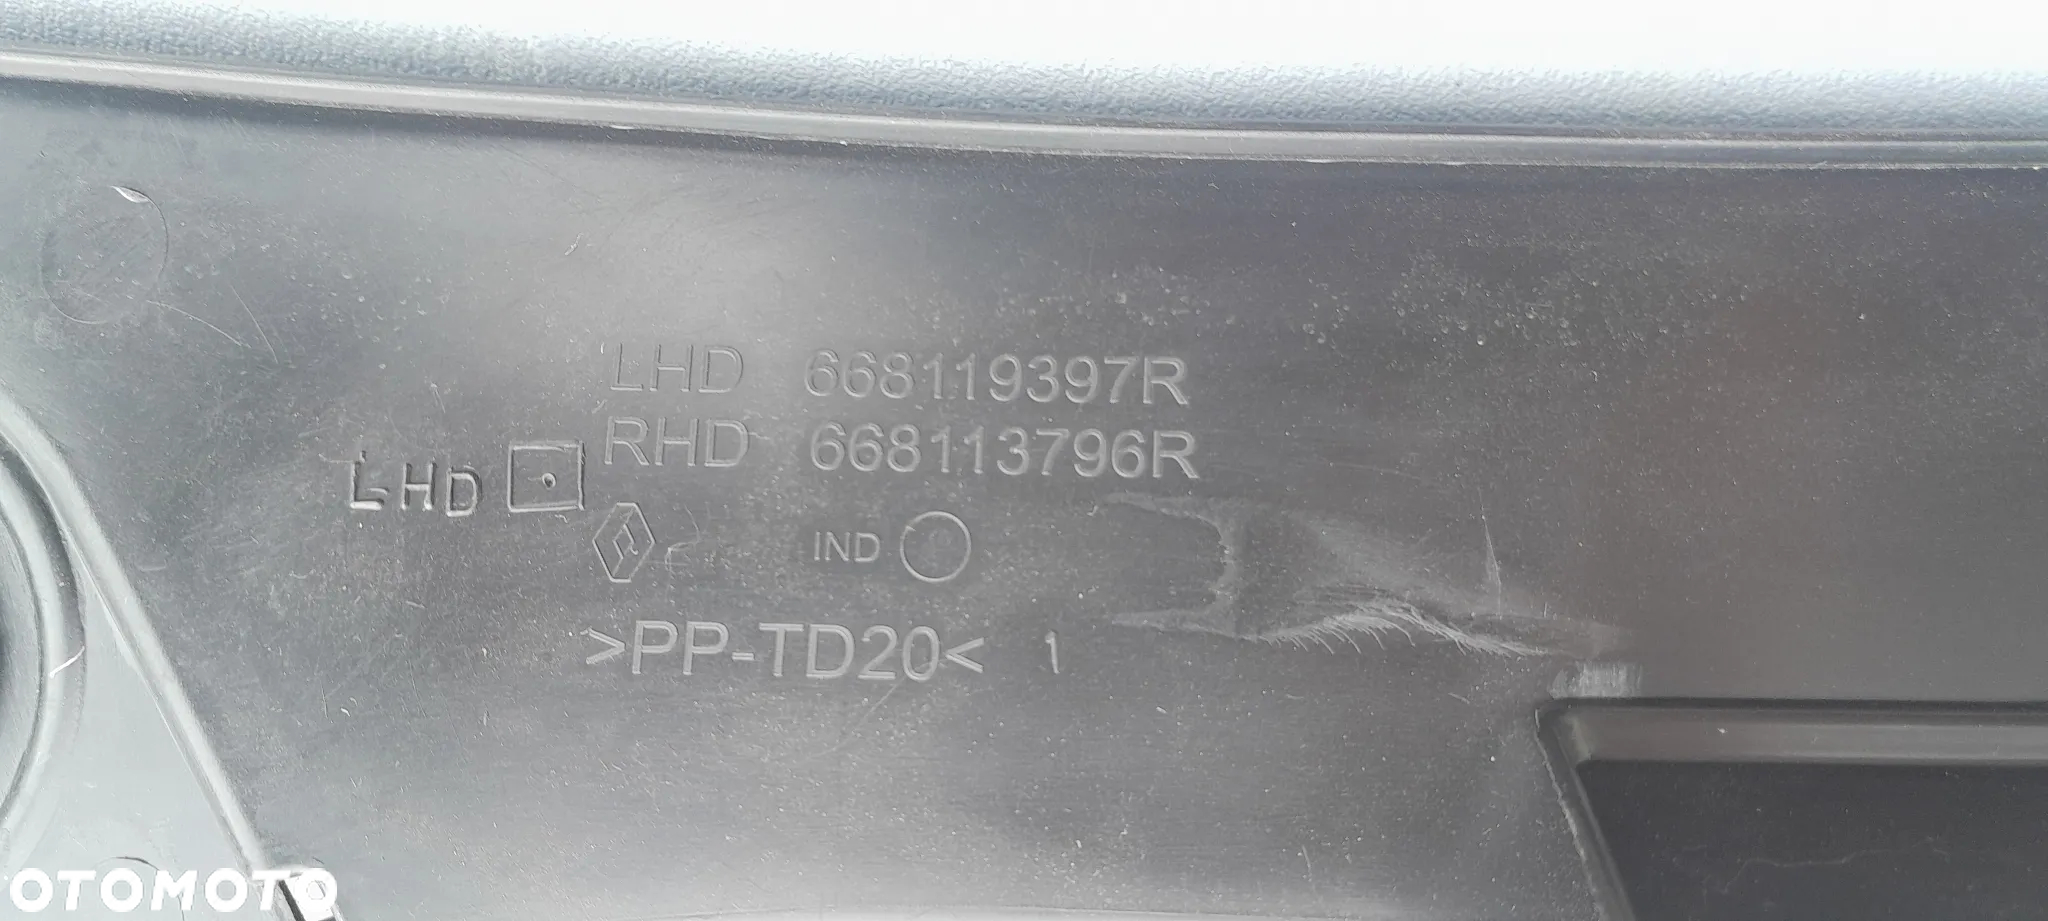 LHD 668119397R
RHD 668113796R
LHD
IND
>PP-TD20< 1
OTOMOTO